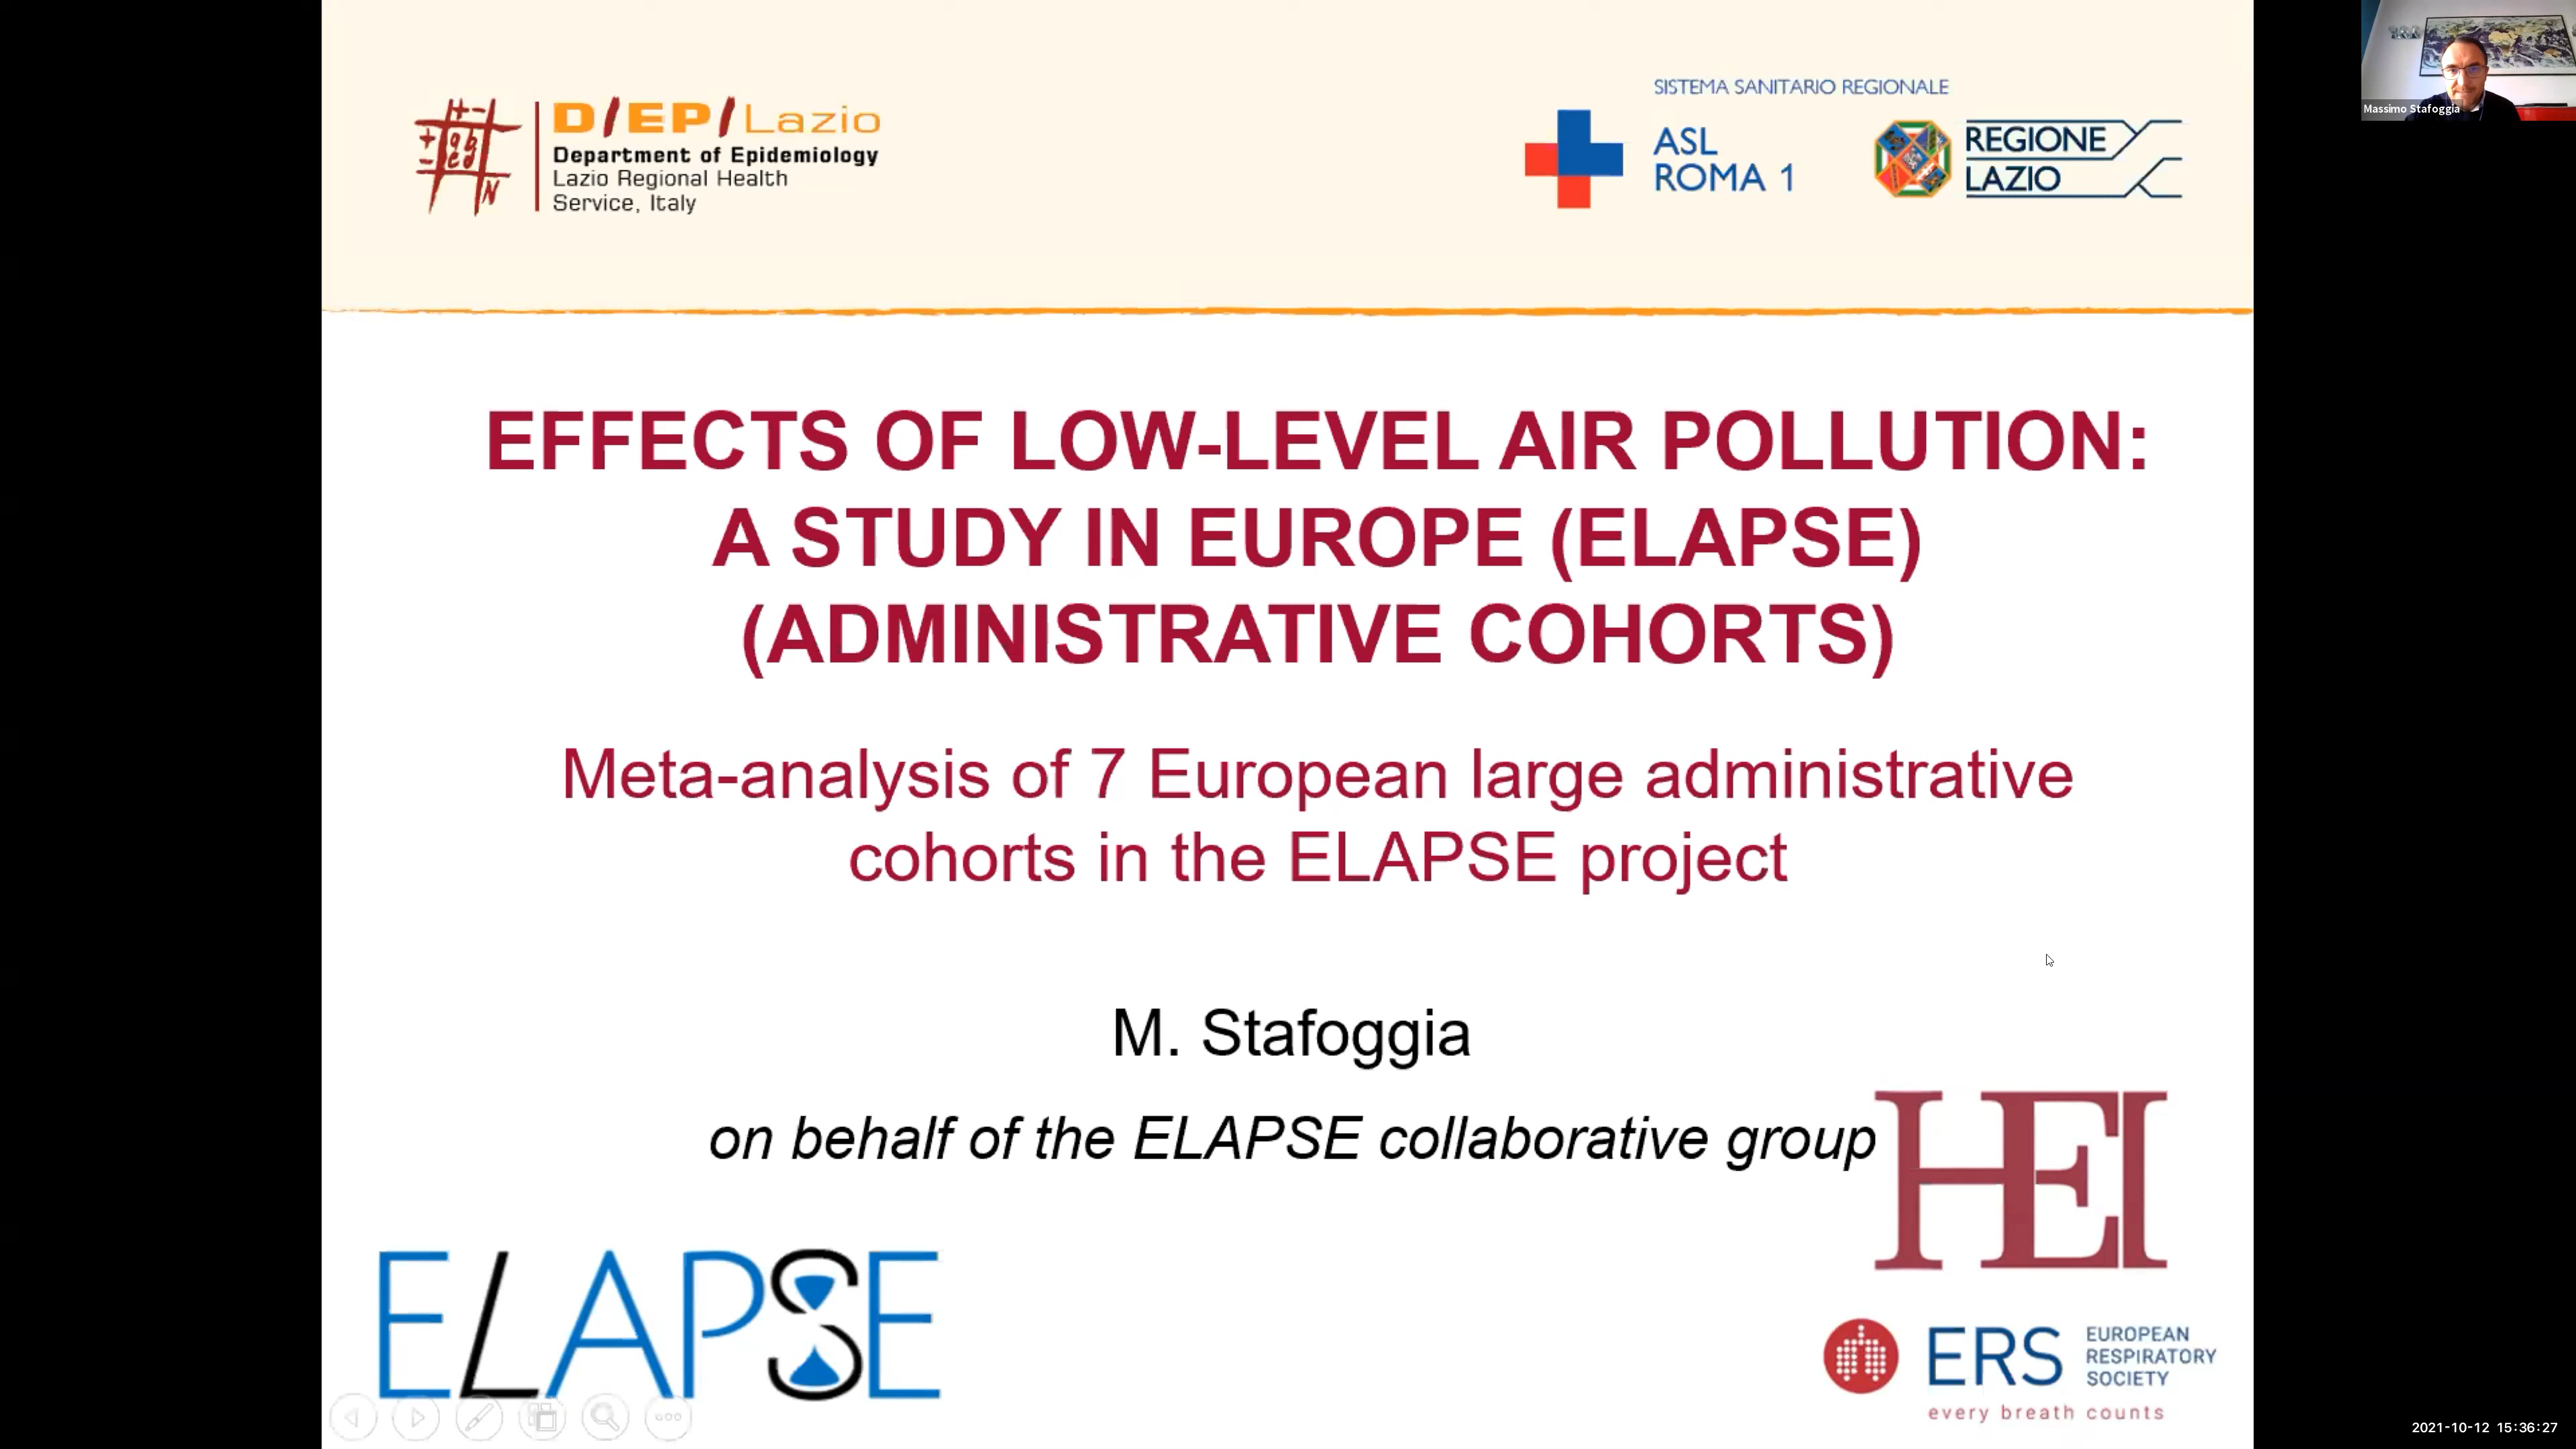 D/EP/Lazio
Department of Epidemiology
Lazio Regional Health
Service, Italy
SISTEMA SANITARIO REGIONALE
ASL
ROMA 1
REGIONE
LAZIO
Massimo Stafoggia
EFFECTS OF LOW-LEVEL AIR POLLUTION:
A STUDY IN EUROPE (ELAPSE)
(ADMINISTRATIVE COHORTS)
Meta-analysis of 7 European large administrative
cohorts in the ELAPSE project
M. Stafoggia
on behalf of the ELAPSE collaborative group
HEI
ELAPSE
ERS
EUROPEAN
RESPIRATORY
SOCIETY
every breath counts
2021-10-12 15:36:27